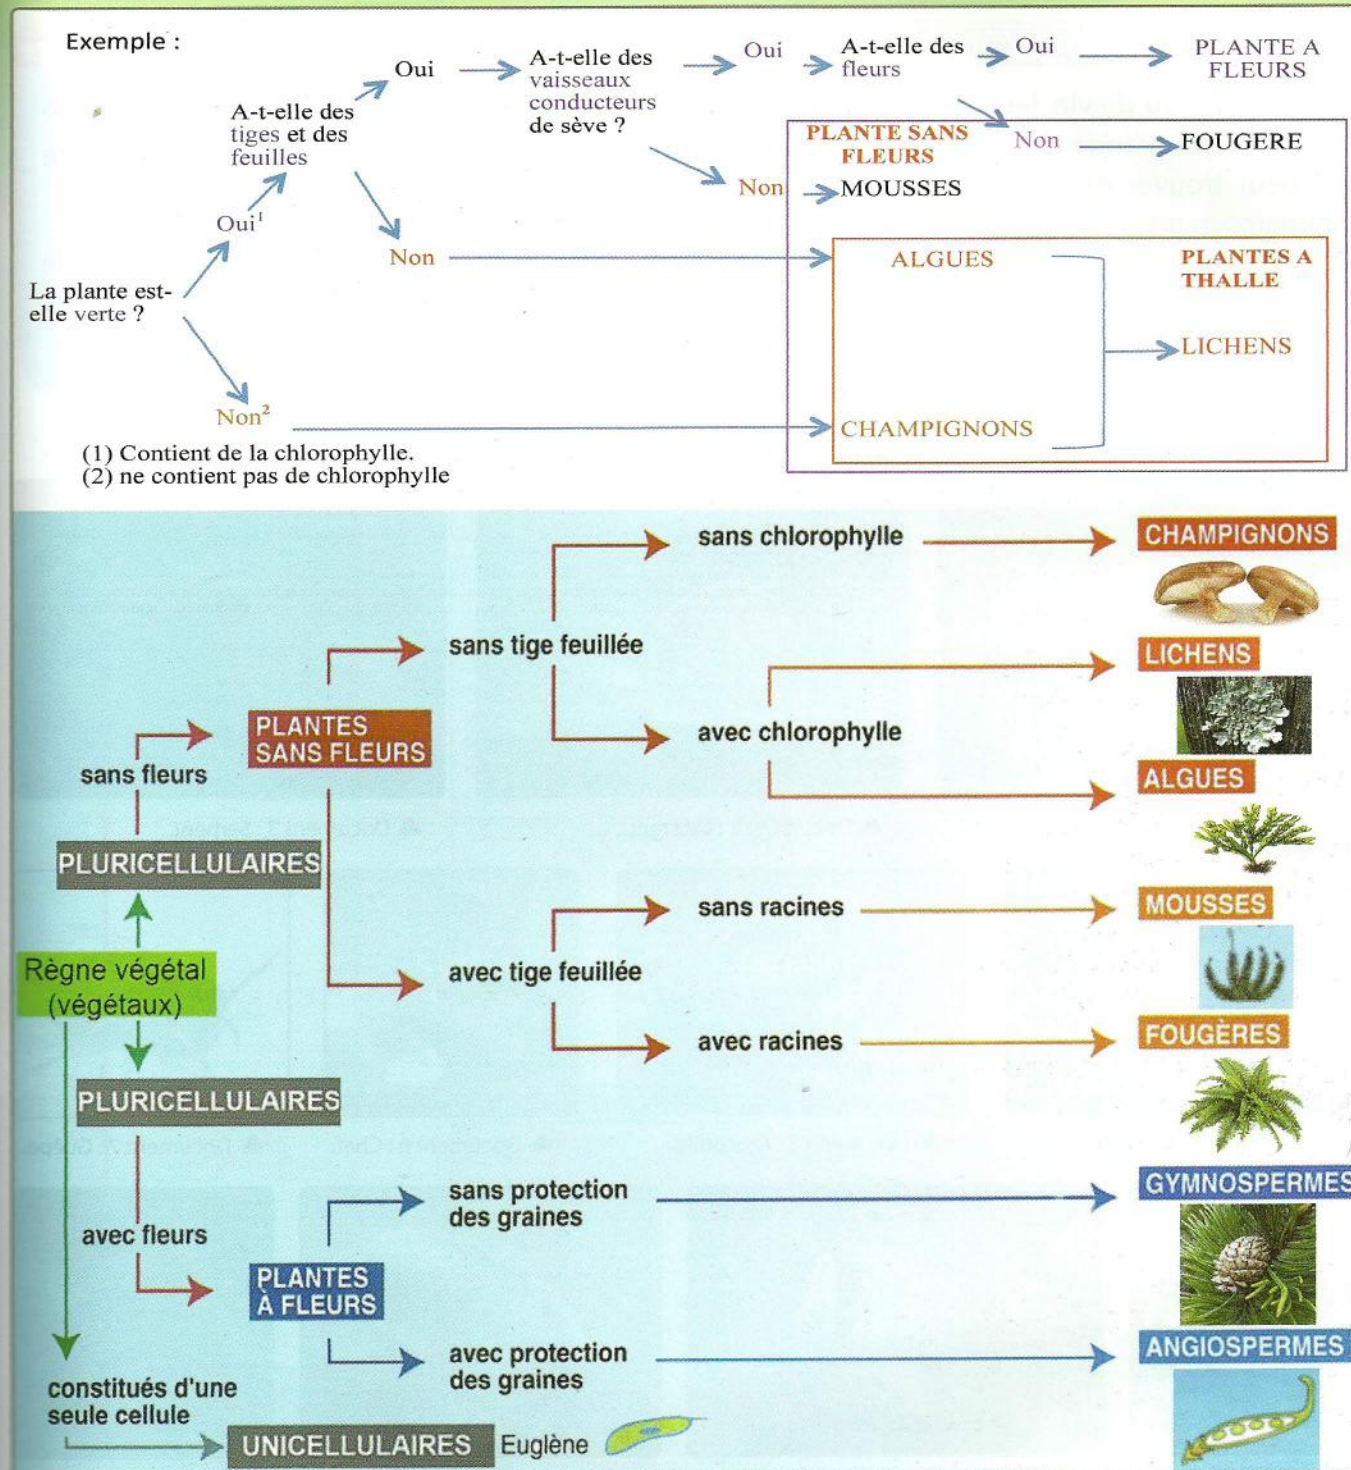 Exemple :
Oui
A-t-elle des
vaisseaux
conducteurs
de sève ?
Oui
A-t-elle des
fleurs
Oui
PLANTE A
FLEURS
A-t-elle des
tiges et des
feuilles
PLANTE SANS
FLEURS
Non
FOUGERE
Non
MOUSSES
Oui¹
Non
ALGUES
PLANTES A
THALLE
La plante est-
elle verte ?
LICHENS
Non²
CHAMPIGNONS
(1) Contient de la chlorophylle.
(2) ne contient pas de chlorophylle
sans chlorophylle
CHAMPIGNONS
sans tige feuillée
LICHENS
PLANTES
SANS FLEURS
avec chlorophylle
sans fleurs
ALGUES
PLURICELLULAIRES
sans racines
MOUSSES
Règne végétal
(végétaux)
avec tige feuillée
avec racines
FOUGÈRES
PLURICELLULAIRES
sans protection
des graines
GYMNOSPERMES
avec fleurs
PLANTES
À FLEURS
avec protection
des graines
ANGIOSPERMES
constitués d'une
seule cellule
UNICELLULAIRES Euglène